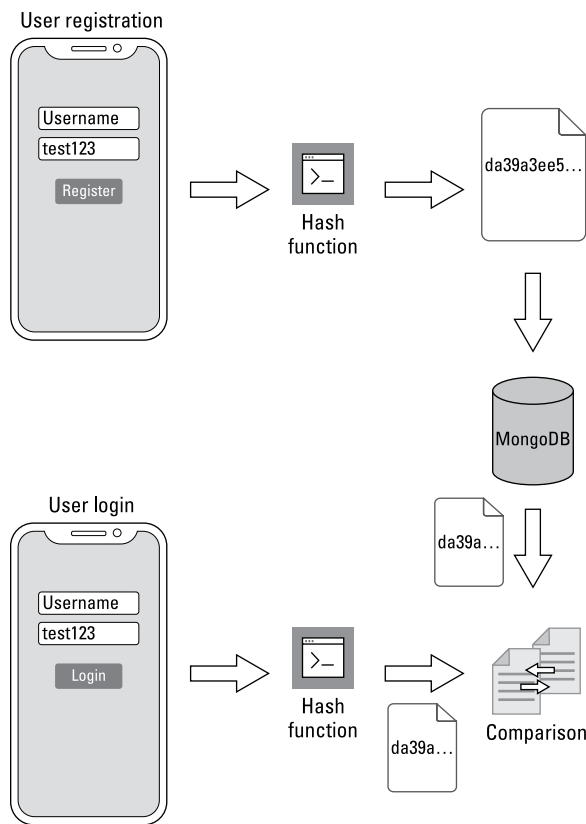 User registration
Username
test123
Register
>_
Hash
function
da39a3ee5...
MongoDB
User login
da39a...
Username
test123
Login
>_
Hash
function
da39a...
Comparison